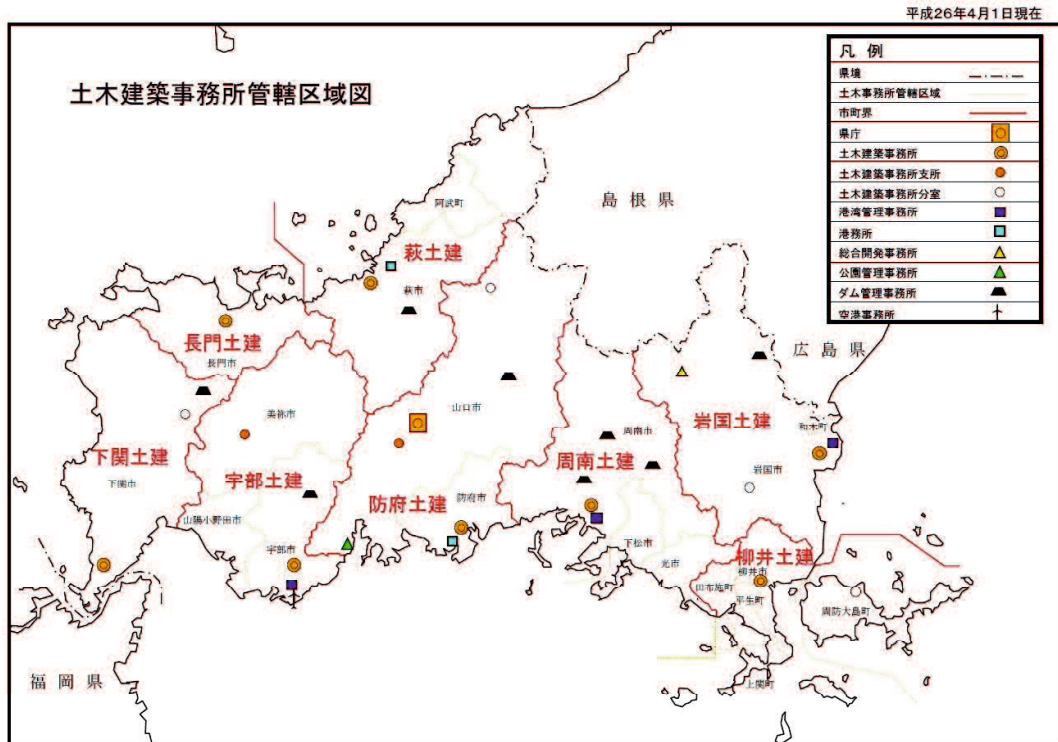 平成26年4月1日現在
土木建築事務所管轄区域図
凡 例
県境
土木事務所管轄区域
市町界
県庁
土木建築事務所
土木建築事務所支所
土木建築事務所分室
港湾管理事務所
港務所
総合開発事務所
公園管理事務所
ダム管理事務所
空港事務所
島根県
阿武町
萩土建
萩市
広島県
長門土建
長門市
美祢市
山口市
周南市
岩国土建
和木町
下関土建
下関市
宇部土建
周南土建
岩国市
防府土建
防府市
山陽小野田市
宇部市
下松市
光市
柳井土建
柳井市
田布施町
平生町
周防大島町
福岡県
上関町